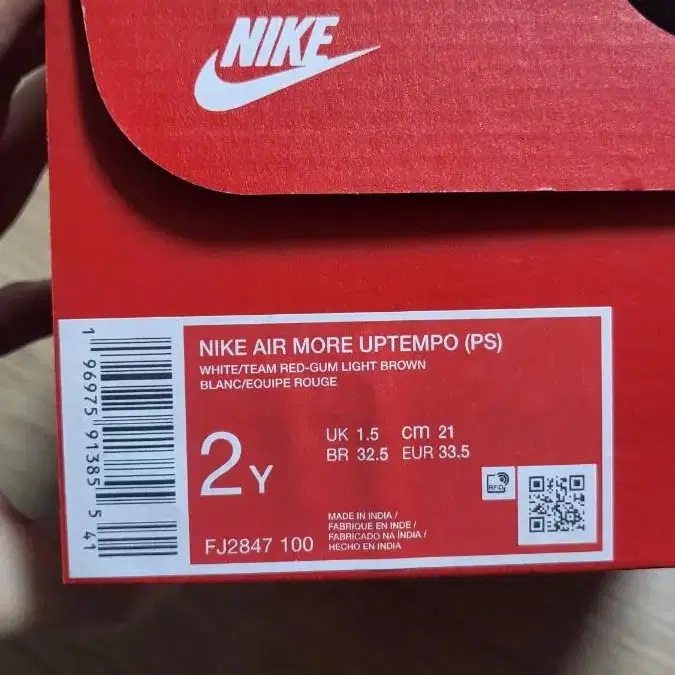 NIKE
NIKE AIR MORE UPTEMPO (PS)
WHITE/TEAM RED-GUM LIGHT BROWN
BLANC/EQUIPE ROUGE
2Y
UK 1.5 cm 21
BR 32.5 EUR 33.5
FJ2847 100
MADE IN INDIA /
FABRIQUE EN INDE /
FABRICADO NA ÍNDIA /
HECHO EN INDIA
RFID
1 96975 91385 5 41